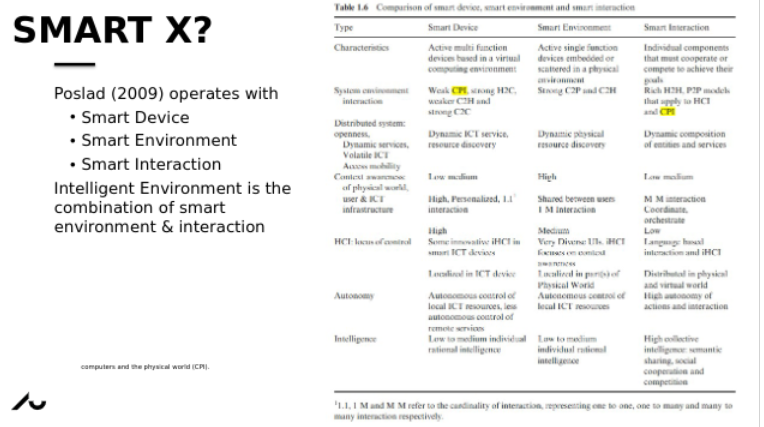 SMART X?
Poslad (2009) operates with
• Smart Device
• Smart Environment
• Smart Interaction
Intelligent Environment is the
combination of smart
environment & interaction
computers and the physical world (CPI).
Table 1.6 Comparison of smart device, smart environment and smart interaction
Type Smart Device Smart Environment Smart Interaction
Characteristics Active multi function Active single function Individual components
devices based in a virtual devices embedded or that must cooperate or
computing environment scattered in a physical compete to achieve their
environment goals
System environment Weak CPI, strong H2C, Strong C2P and C2H Rich H2H, P2P models
interaction weaker C2H and that apply to HCI
strong C2C and CPI
Distributed system:
openness, Dynamic ICT service, Dynamic physical Dynamic composition
Dynamic services, resource discovery resource discovery of entities and services
Volatile ICT
Access mobility
Context awareness Low medium High Low medium
of physical world,
user & ICT High, Personalized, 1.1¹ Shared between users M M interaction
infrastructure interaction 1 M Interaction Coordinate,
orchestrate
High Medium Low
HCI: locus of control Some innovative iHCI in Very Diverse UIs, iHCI Language based
smart ICT devices focuses on context interaction and iHCI
awareness
Localized in ICT device Localized in part(s) of Distributed in physical
Physical World and virtual world
Autonomy Autonomous control of Autonomous control of High autonomy of
local ICT resources, less local ICT resources actions and interaction
autonomous control of
remote services
Intelligence Low to medium individual Low to medium High collective
rational intelligence individual rational intelligence: semantic
intelligence sharing, social
cooperation and
competition
¹1.1, 1 M and M M refer to the cardinality of interaction, representing one to one, one to many and many to
many interaction respectively.